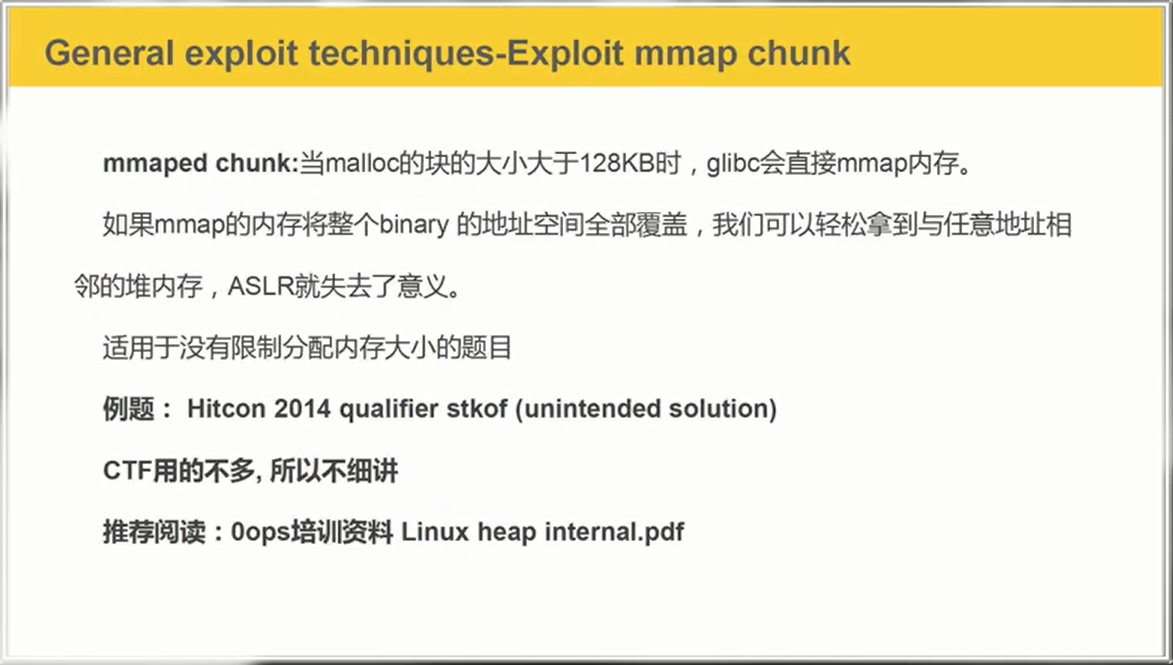 General exploit techniques-Exploit mmap chunk
mmaped chunk:当malloc的块的大小大于128KB时，glibc会直接mmap内存。
如果mmap的内存将整个binary 的地址空间全部覆盖，我们可以轻松拿到与任意地址相
邻的堆内存，ASLR就失去了意义。
适用于没有限制分配内存大小的题目
例题： Hitcon 2014 qualifier stkof (unintended solution)
CTF用的不多, 所以不细讲
推荐阅读：0ops培训资料 Linux heap internal.pdf